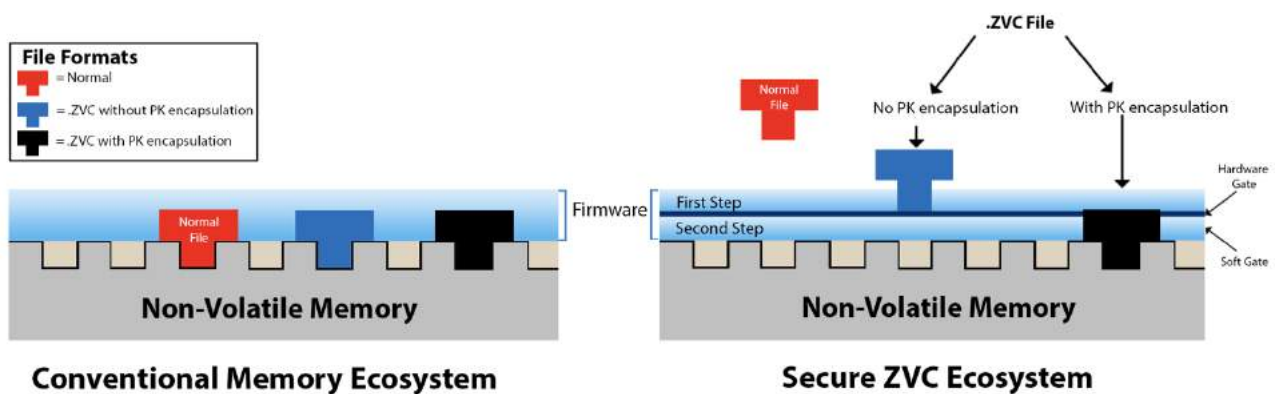 File Formats
= Normal
= .ZVC without PK encapsulation
= .ZVC with PK encapsulation
Normal
File
Non-Volatile Memory
Conventional Memory Ecosystem
Firmware
.ZVC File
Normal
File
No PK encapsulation
With PK encapsulation
Hardware
Gate
First Step
Second Step
Soft Gate
Non-Volatile Memory
Secure ZVC Ecosystem